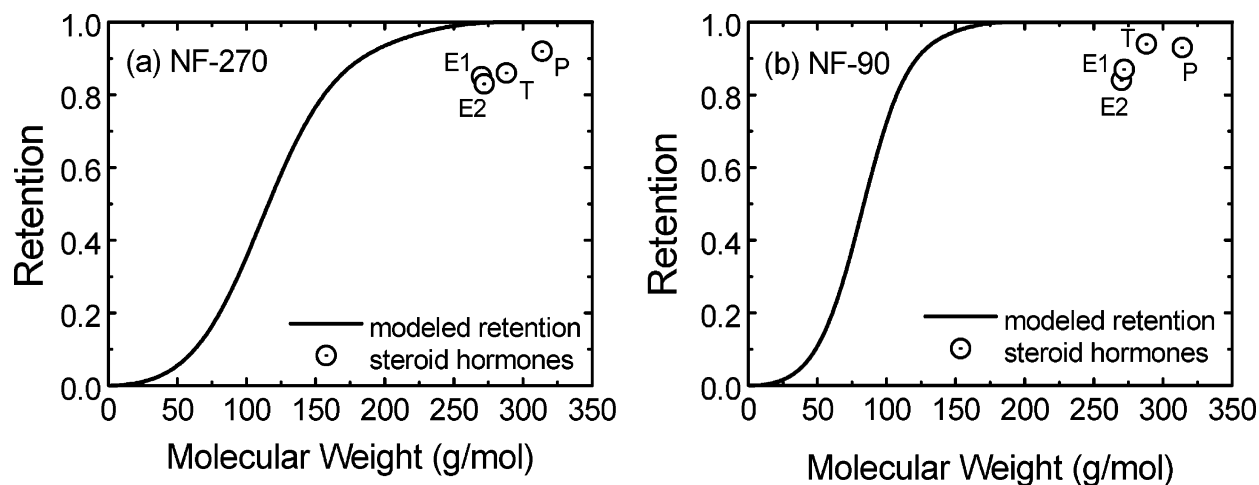 (a) NF-270
E1
E2
T
P
modeled retention
steroid hormones
Retention
1.0
0.8
0.6
0.4
0.2
0.0
0 50 100 150 200 250 300 350
Molecular Weight (g/mol)
(b) NF-90
T
E1
E2
P
modeled retention
steroid hormones
Retention
1.0
0.8
0.6
0.4
0.2
0.0
0 50 100 150 200 250 300 350
Molecular Weight (g/mol)